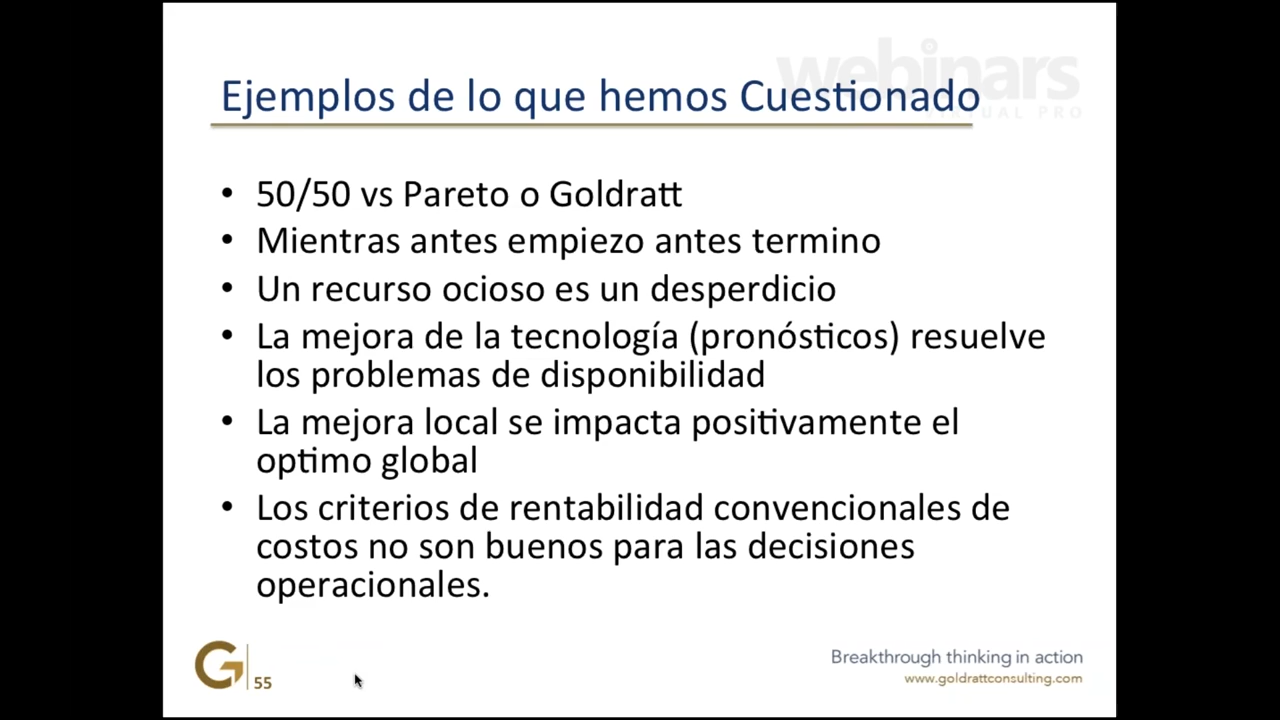 webinars
VIRTUAL PRO
Ejemplos de lo que hemos Cuestionado
• 50/50 vs Pareto o Goldratt
• Mientras antes empiezo antes termino
• Un recurso ocioso es un desperdicio
• La mejora de la tecnología (pronósticos) resuelve
los problemas de disponibilidad
• La mejora local se impacta positivamente el
optimo global
• Los criterios de rentabilidad convencionales de
costos no son buenos para las decisiones
operacionales.
G 55
Breakthrough thinking in action
www.goldrattconsulting.com